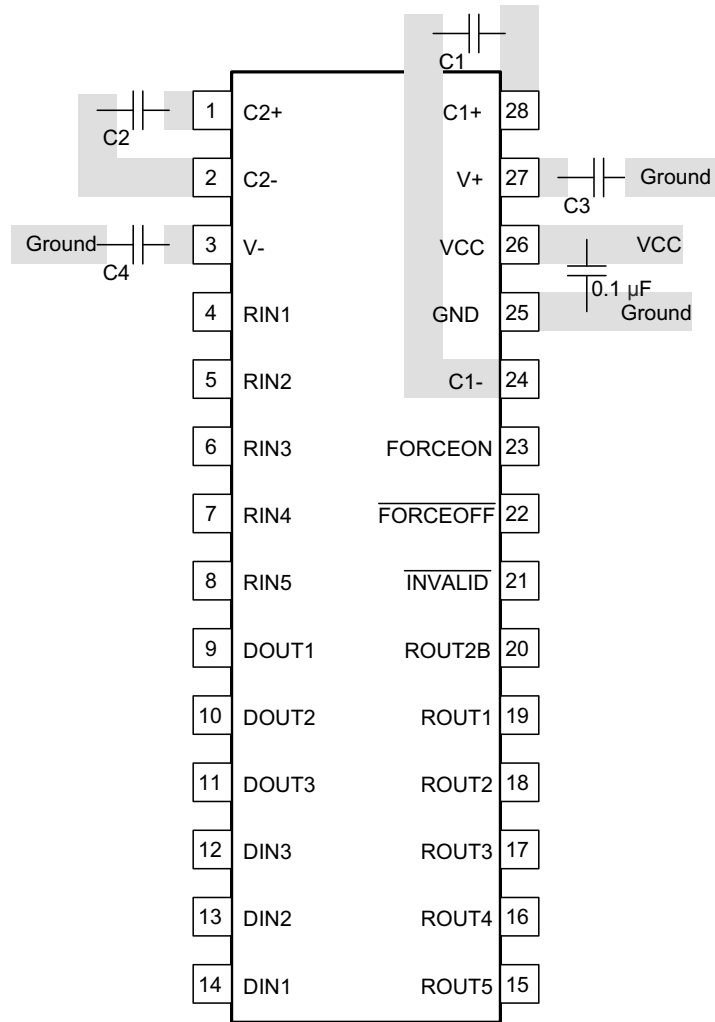 C1
1 C2+ C1+ 28
C2
2 C2- V+ 27 Ground
C3
Ground 3 V- VCC 26 VCC
C4
0.1 µF
4 RIN1 GND 25 Ground
5 RIN2 C1- 24
6 RIN3 FORCEON 23
7 RIN4 FORCEOFF 22
8 RIN5 INVALID 21
9 DOUT1 ROUT2B 20
10 DOUT2 ROUT1 19
11 DOUT3 ROUT2 18
12 DIN3 ROUT3 17
13 DIN2 ROUT4 16
14 DIN1 ROUT5 15